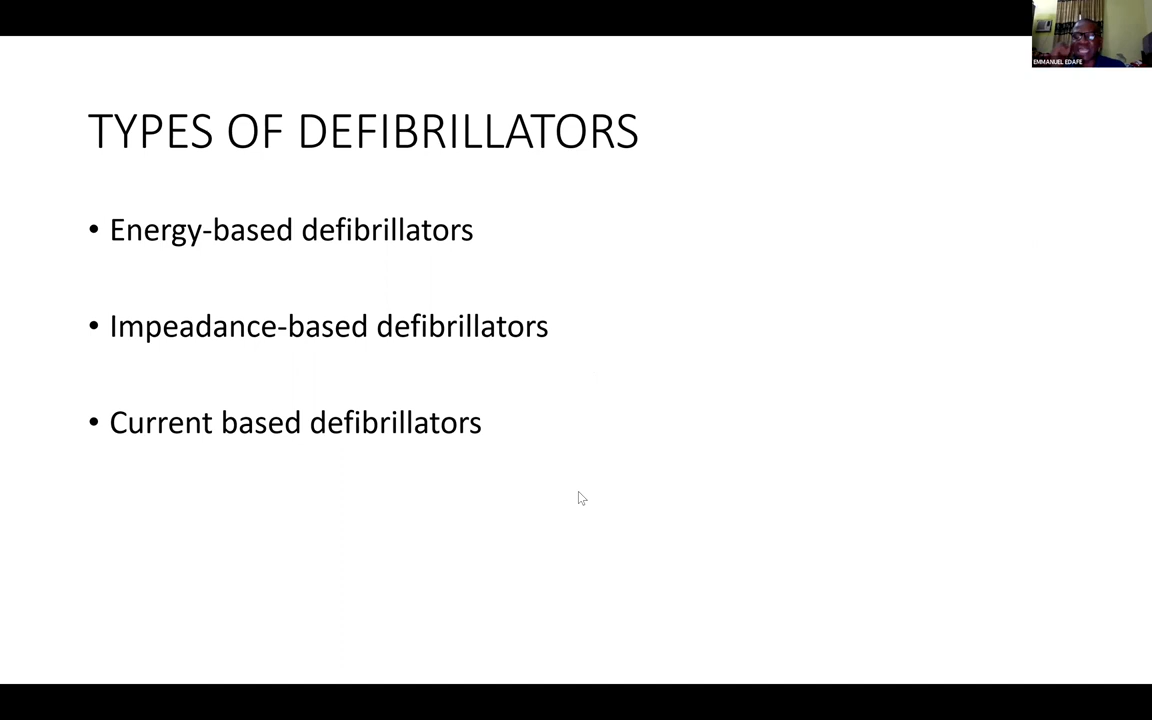 EMMANUEL EDAFE
TYPES OF DEFIBRILLATORS
• Energy-based defibrillators
• Impeadance-based defibrillators
• Current based defibrillators